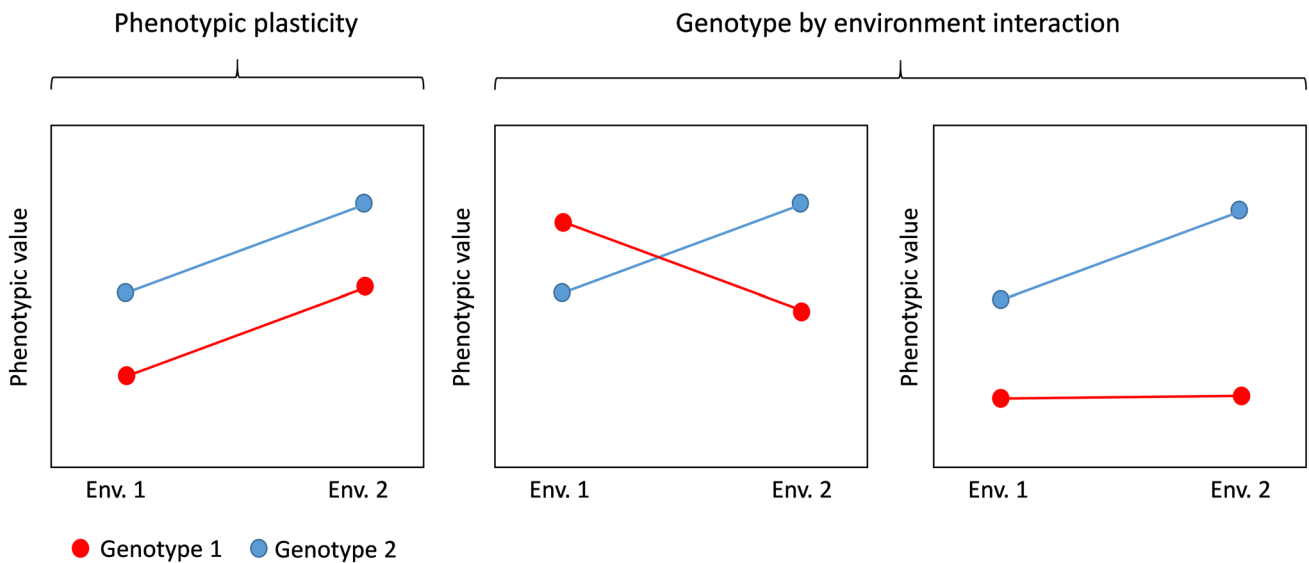 Phenotypic plasticity
Genotype by environment interaction
Phenotypic value
Env. 1
Env. 2
Phenotypic value
Env. 1
Env. 2
Phenotypic value
Env. 1
Env. 2
Genotype 1
Genotype 2